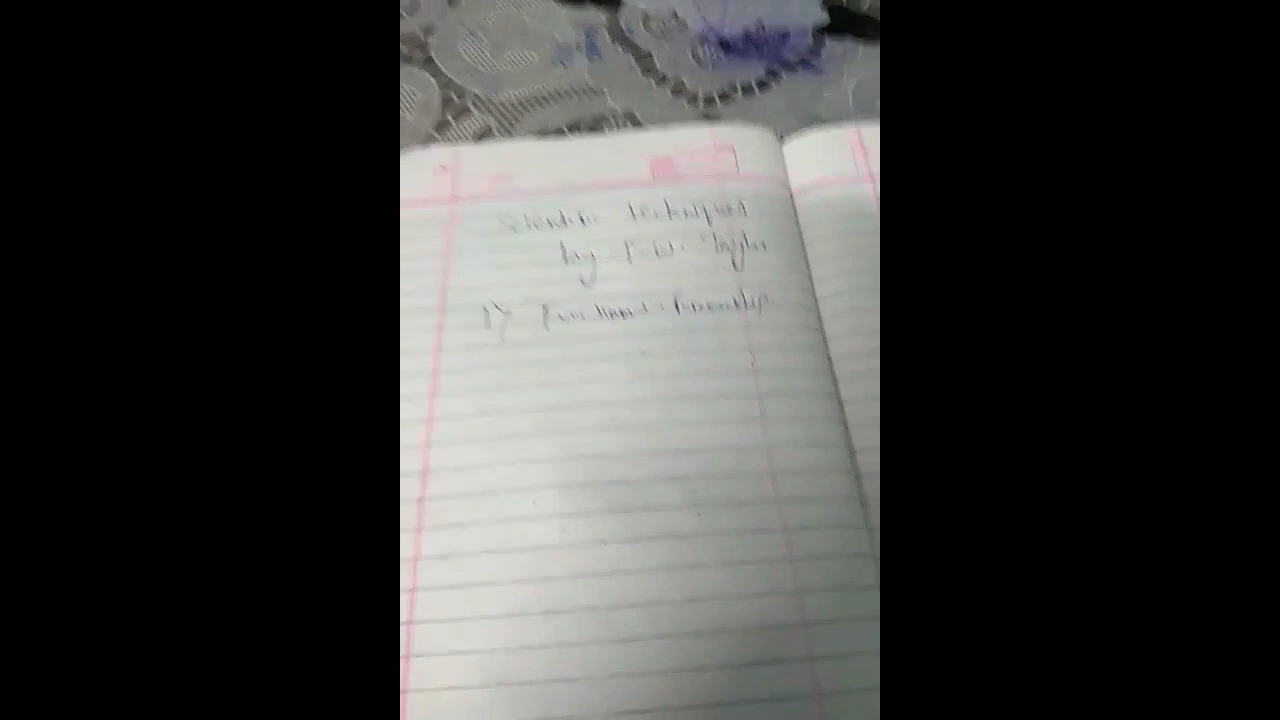 Scientific techniques
by F.W. Taylor
1) Functional Foremanship